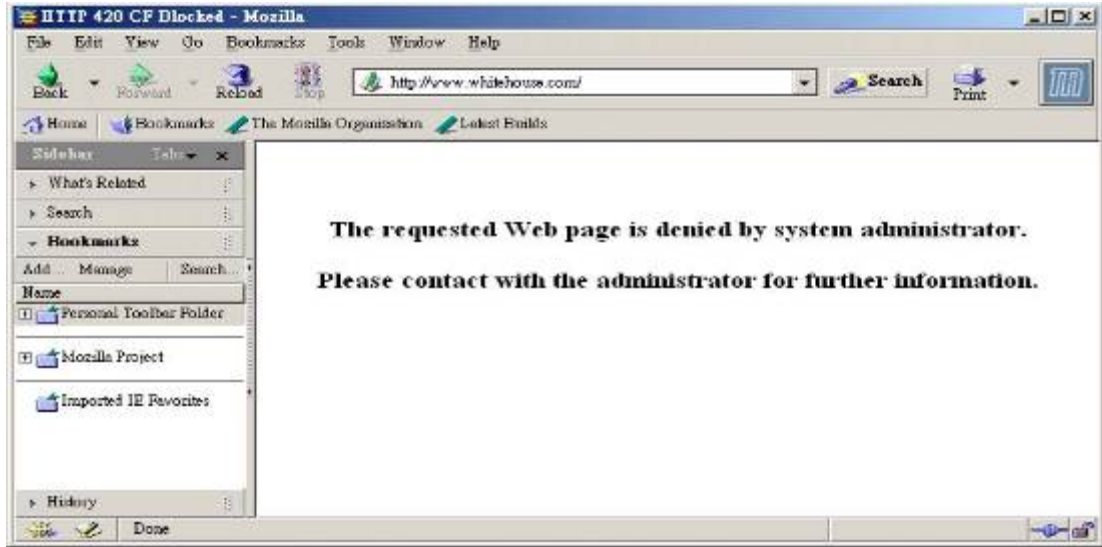 HTTP 420 CF Blocked - Mozilla
File Edit View Go Bookmarks Tools Window Help
Back Forward Reload Stop http://www.whitehouse.com/ Search Print
Home Bookmarks The Mozilla Organization Latest Builds
Sidebar Tabs
What's Related
Search
Bookmarks
Add... Manage Search...
Name
Personal Toolbar Folder
Mozilla Project
Imported IE Favorites
History
The requested Web page is denied by system administrator.
Please contact with the administrator for further information.
Done